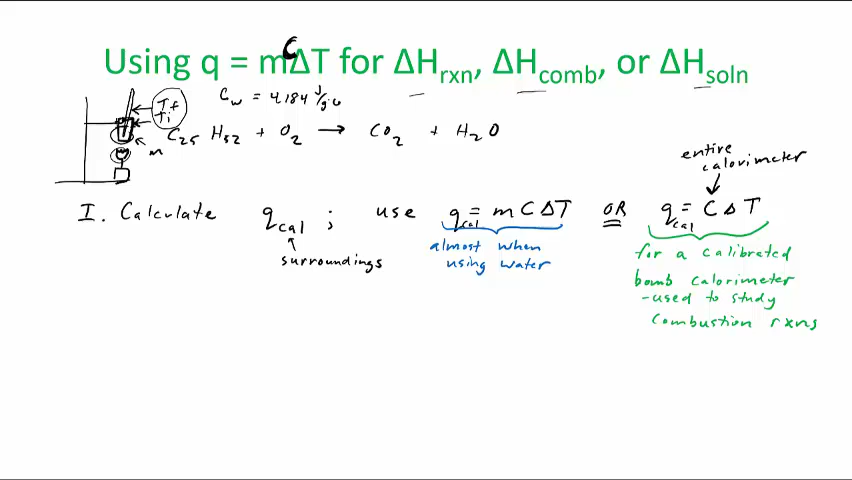 Using q = mCΔT for ΔHrxn, ΔHcomb, or ΔHsoln
Tf
Ti
m
Cw = 4.184 J/g·c
C25 H52 + O2 → CO2 + H2O
entire
calorimeter
I. Calculate qcal ; use qcal = mCΔT OR qcal = CΔT
surroundings
almost when
using water
for a calibrated
bomb calorimeter
-used to study
combustion rxns